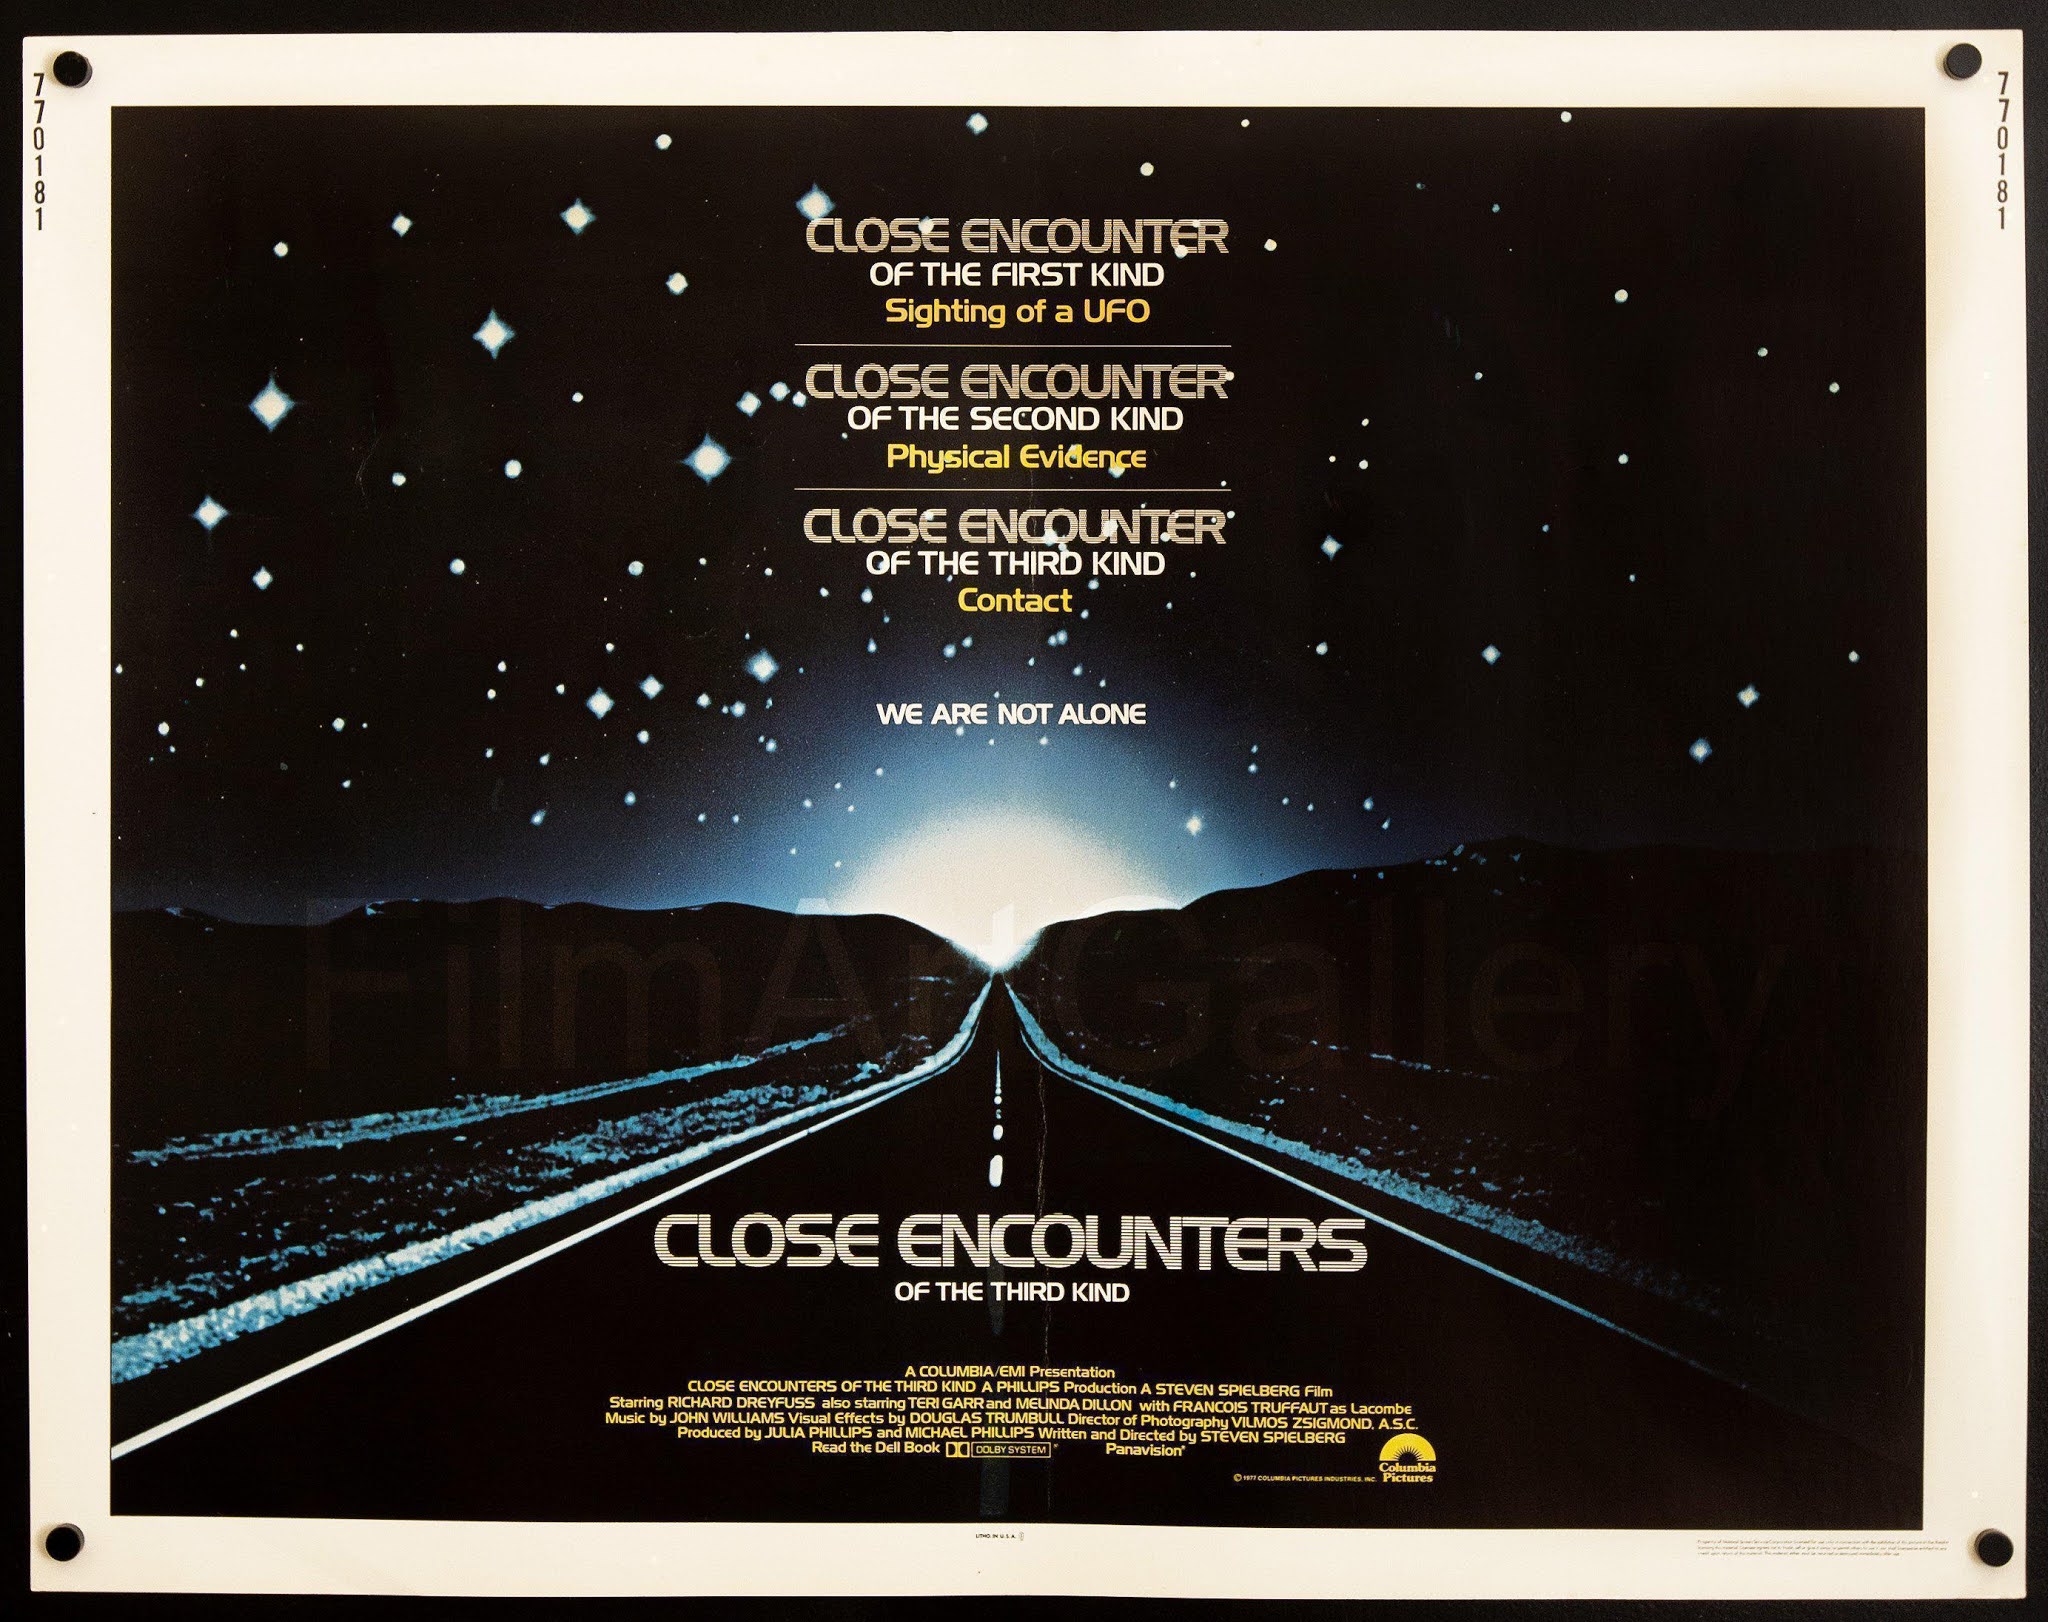 770181
770181
CLOSE ENCOUNTER
OF THE FIRST KIND
Sighting of a UFO
CLOSE ENCOUNTER
OF THE SECOND KIND
Physical Evidence
CLOSE ENCOUNTER
OF THE THIRD KIND
Contact
WE ARE NOT ALONE
FilmArtGallery
CLOSE ENCOUNTERS
OF THE THIRD KIND
A COLUMBIA/EMI Presentation
CLOSE ENCOUNTERS OF THE THIRD KIND A PHILLIPS Production A STEVEN SPIELBERG Film
Starring RICHARD DREYFUSS also starring TERI GARR and MELINDA DILLON with FRANCOIS TRUFFAUT as Lacombe
Music by JOHN WILLIAMS Visual Effects by DOUGLAS TRUMBULL Director of Photography VILMOS ZSIGMOND, A.S.C.
Produced by JULIA PHILLIPS and MICHAEL PHILLIPS Written and Directed by STEVEN SPIELBERG
Read the Dell Book DOLBY SYSTEM® Panavision®
© 1977 COLUMBIA PICTURES INDUSTRIES, INC.
Columbia
Pictures
LITHO. IN U.S.A.